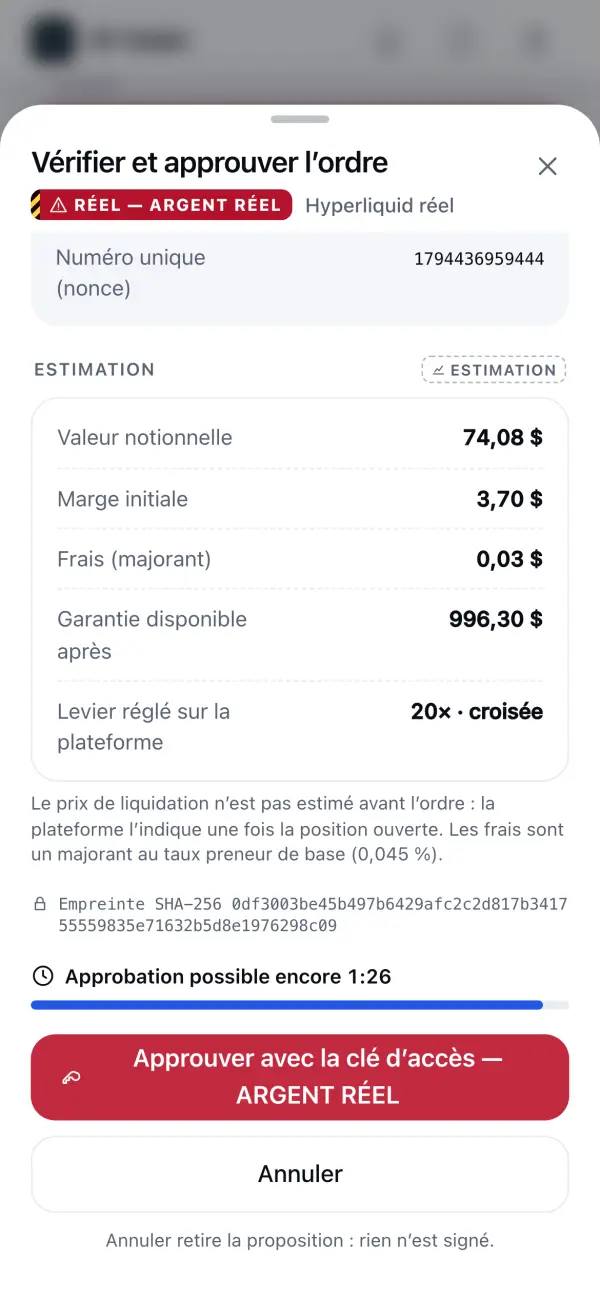 Vérifier et approuver l’ordre
RÉEL — ARGENT RÉEL Hyperliquid réel
Numéro unique 1794436959444
(nonce)
ESTIMATION ESTIMATION
Valeur notionnelle 74,08 $
Marge initiale 3,70 $
Frais (majorant) 0,03 $
Garantie disponible 996,30 $
après
Levier réglé sur la 20× · croisée
plateforme
Le prix de liquidation n’est pas estimé avant l’ordre : la
plateforme l’indique une fois la position ouverte. Les frais sont
un majorant au taux preneur de base (0,045 %).
Empreinte SHA-256 0df3003be45b497b6429afc2c2d817b3417
55559835e71632b5d8e1976298c09
Approbation possible encore 1:26
Approuver avec la clé d’accès —
ARGENT RÉEL
Annuler
Annuler retire la proposition : rien n’est signé.